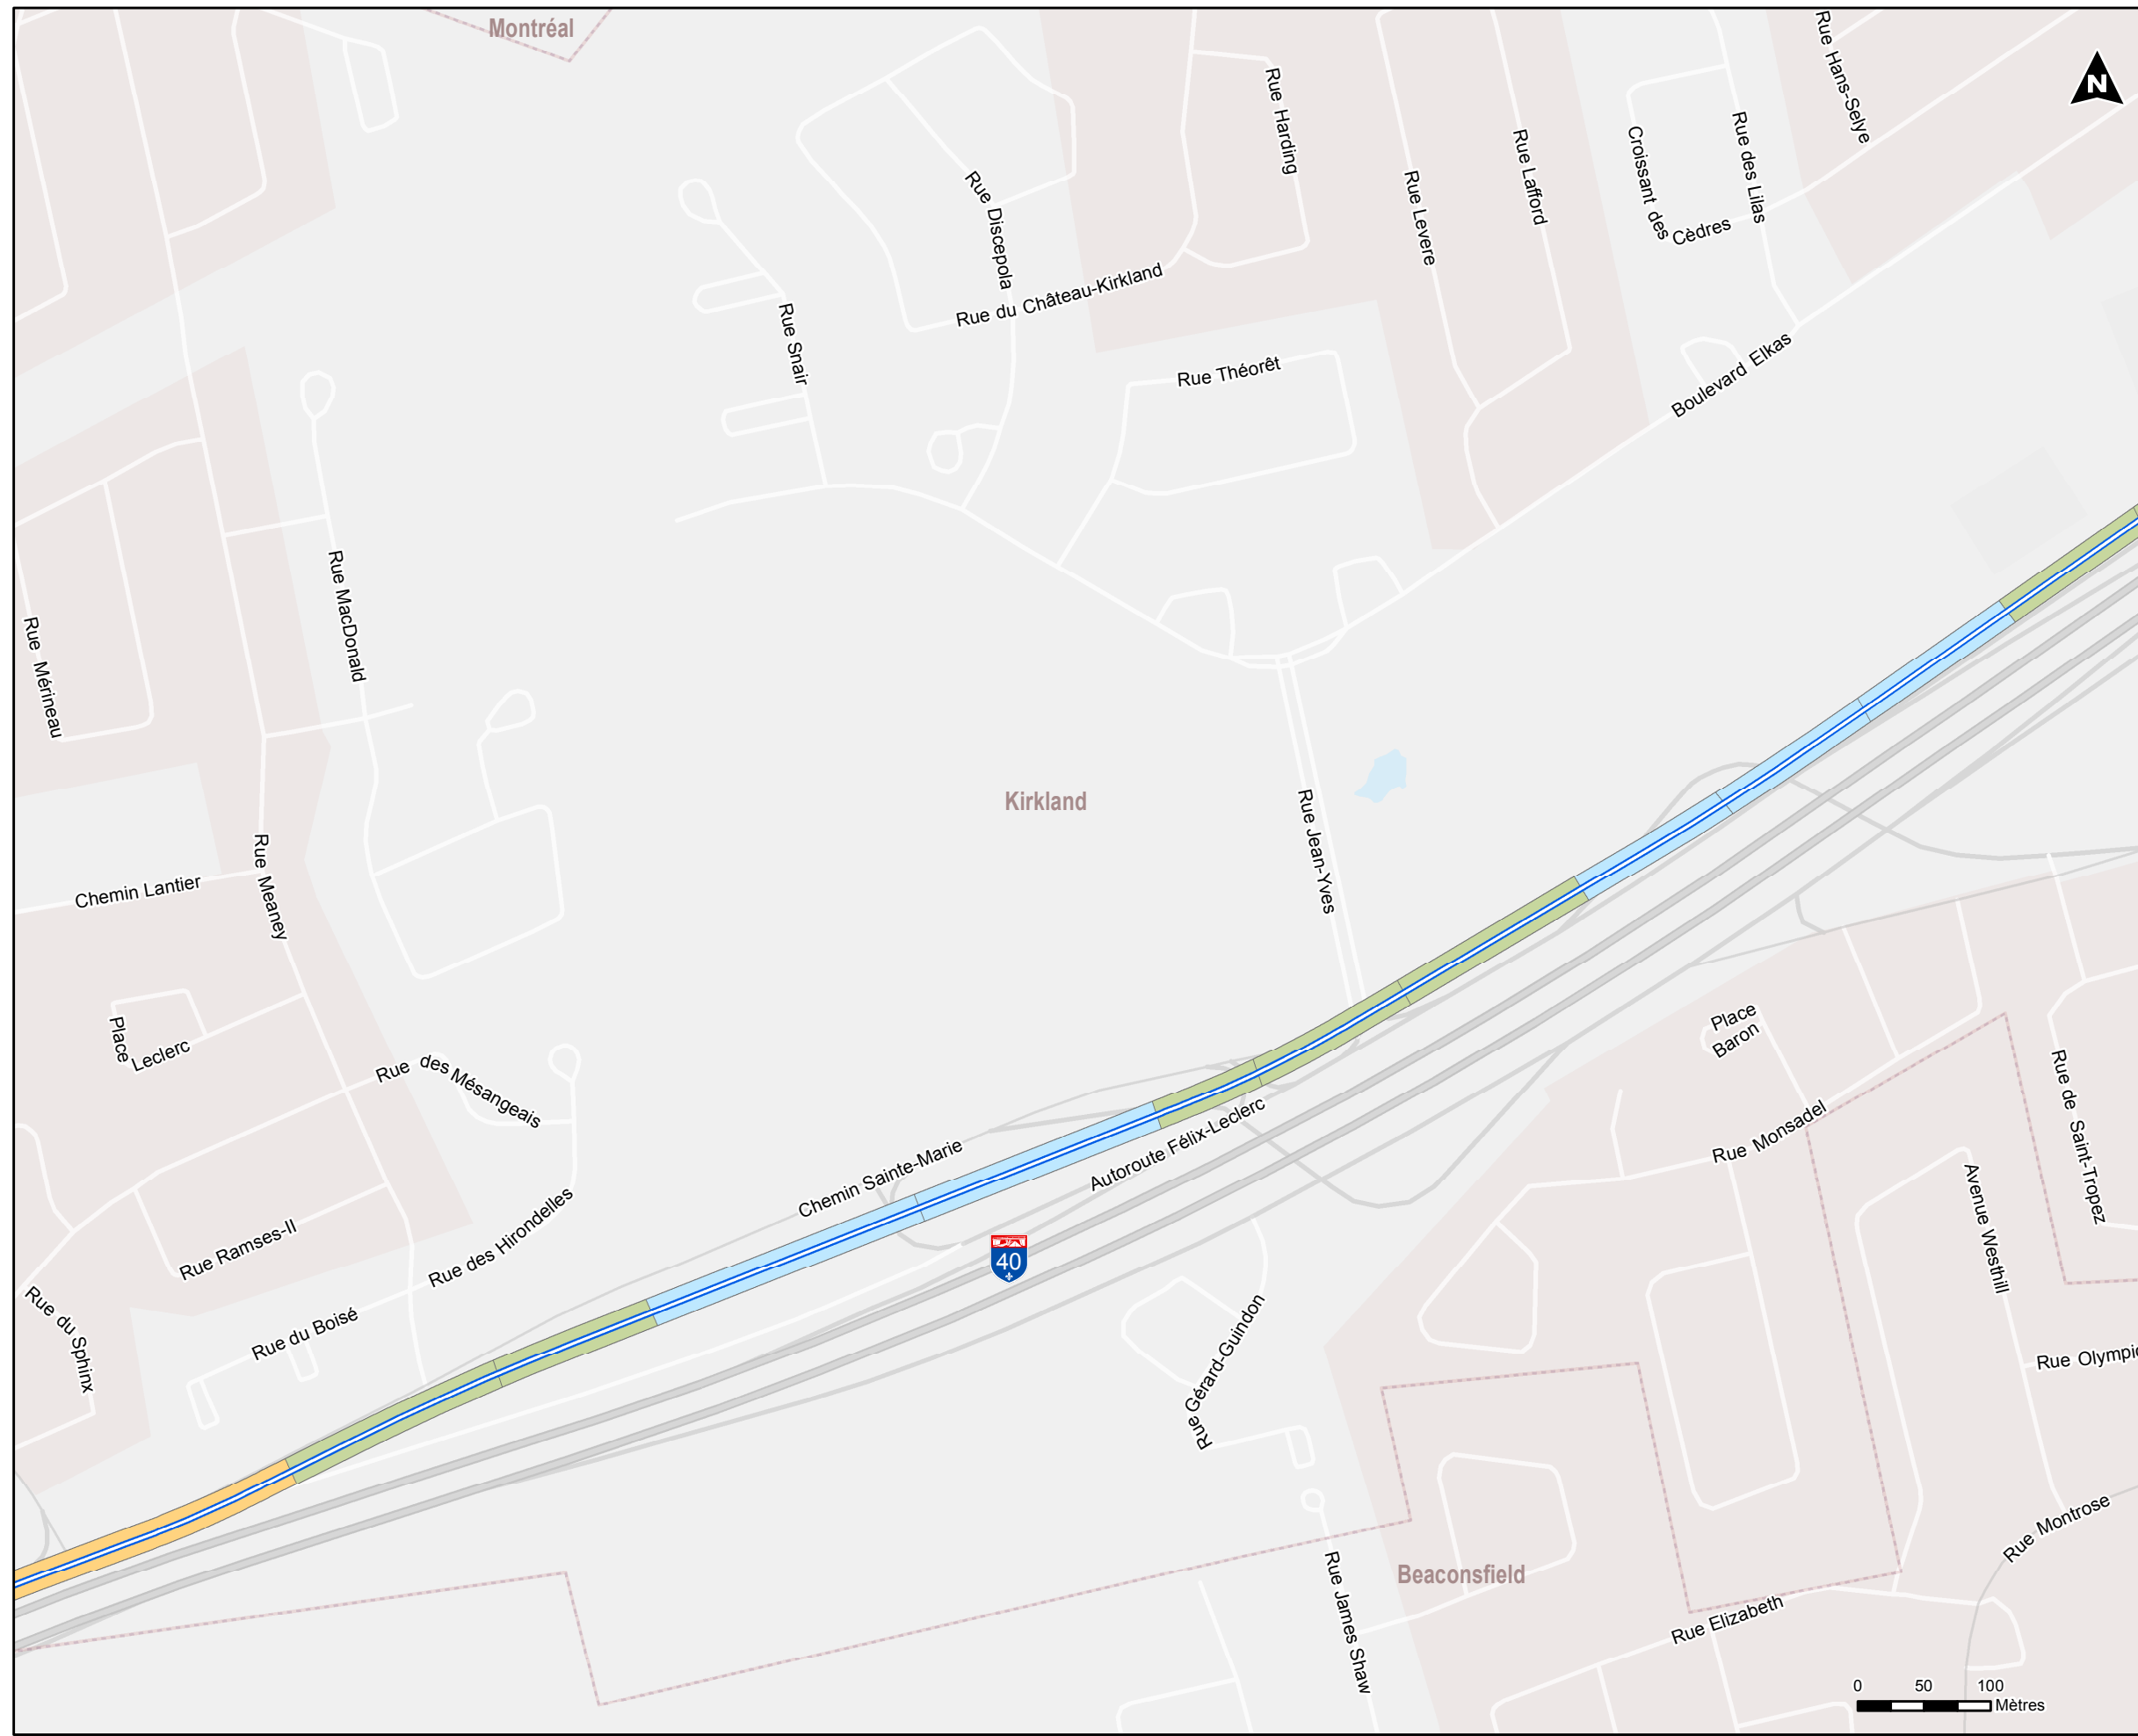 Montréal
Rue Hans-Selye
N
Rue Harding
Rue Lafford
Croissant des
Cèdres
Rue des Lilas
Rue Levere
Rue Discepola
Rue du Château-Kirkland
Rue Snair
Rue Théorêt
Boulevard Elkas
Rue MacDonald
Rue Mérineau
Kirkland
Rue Jean-Yves
Rue Meaney
Chemin Lantier
Place
Leclerc
Rue des Mésangeais
Place
Baron
Rue Monsadel
Rue de Saint-Tropez
Autoroute Félix-Leclerc
Chemin Sainte-Marie
Avenue Westhill
Rue des Hirondelles
Rue Ramses-II
40
Rue du Boisé
Rue du Sphinx
Rue Gérard-Guindon
Rue Olympic
Rue Montrose
Beaconsfield
Rue James Shaw
Rue Elizabeth
0 50 100
Mètres